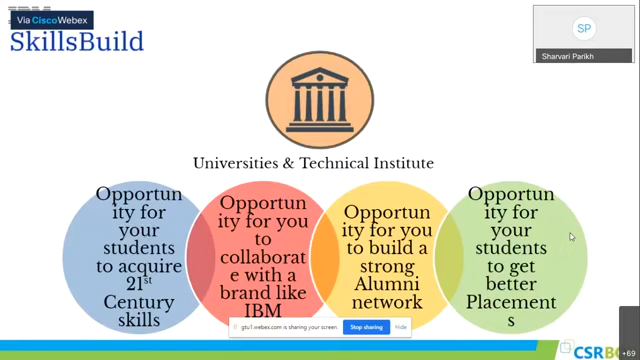 Via Cisco Webex
SkillsBuild
SP
Sharvari Parikh
Universities & Technical Institute
Opportun
ity for
your
students
to acquire
21st
Century
skills
Opportun
ity for you
to
collaborat
e with a
brand like
IBM
Opportun
ity for you
to build a
strong
Alumni
network
Opportun
ity for
your
students
to get
better
Placement
s
gtu1.webex.com is sharing your screen.
Stop sharing
hide
+69